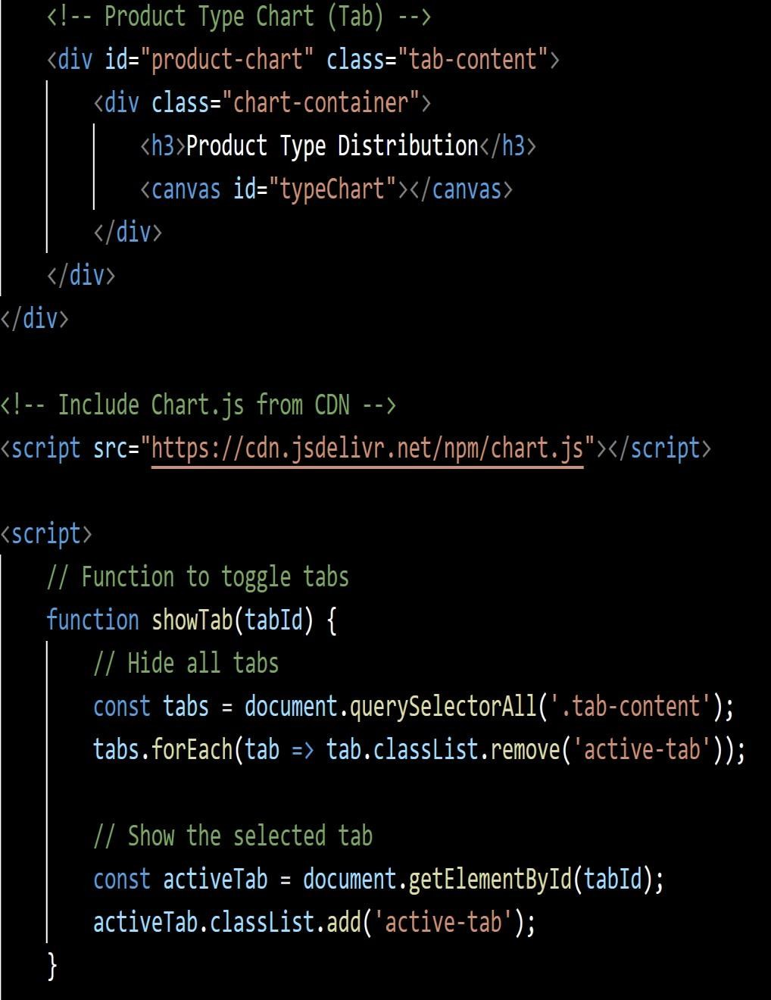 <!-- Product Type Chart (Tab) -->
<div id="product-chart" class="tab-content">
<div class="chart-container">
<h3>Product Type Distribution</h3>
<canvas id="typeChart"></canvas>
</div>
</div>
</div>
<!-- Include Chart.js from CDN -->
<script src="https://cdn.jsdelivr.net/npm/chart.js"></script>
<script>
// Function to toggle tabs
function showTab(tabId) {
// Hide all tabs
const tabs = document.querySelectorAll('.tab-content');
tabs.forEach(tab => tab.classList.remove('active-tab'));
// Show the selected tab
const activeTab = document.getElementById(tabId);
activeTab.classList.add('active-tab');
}